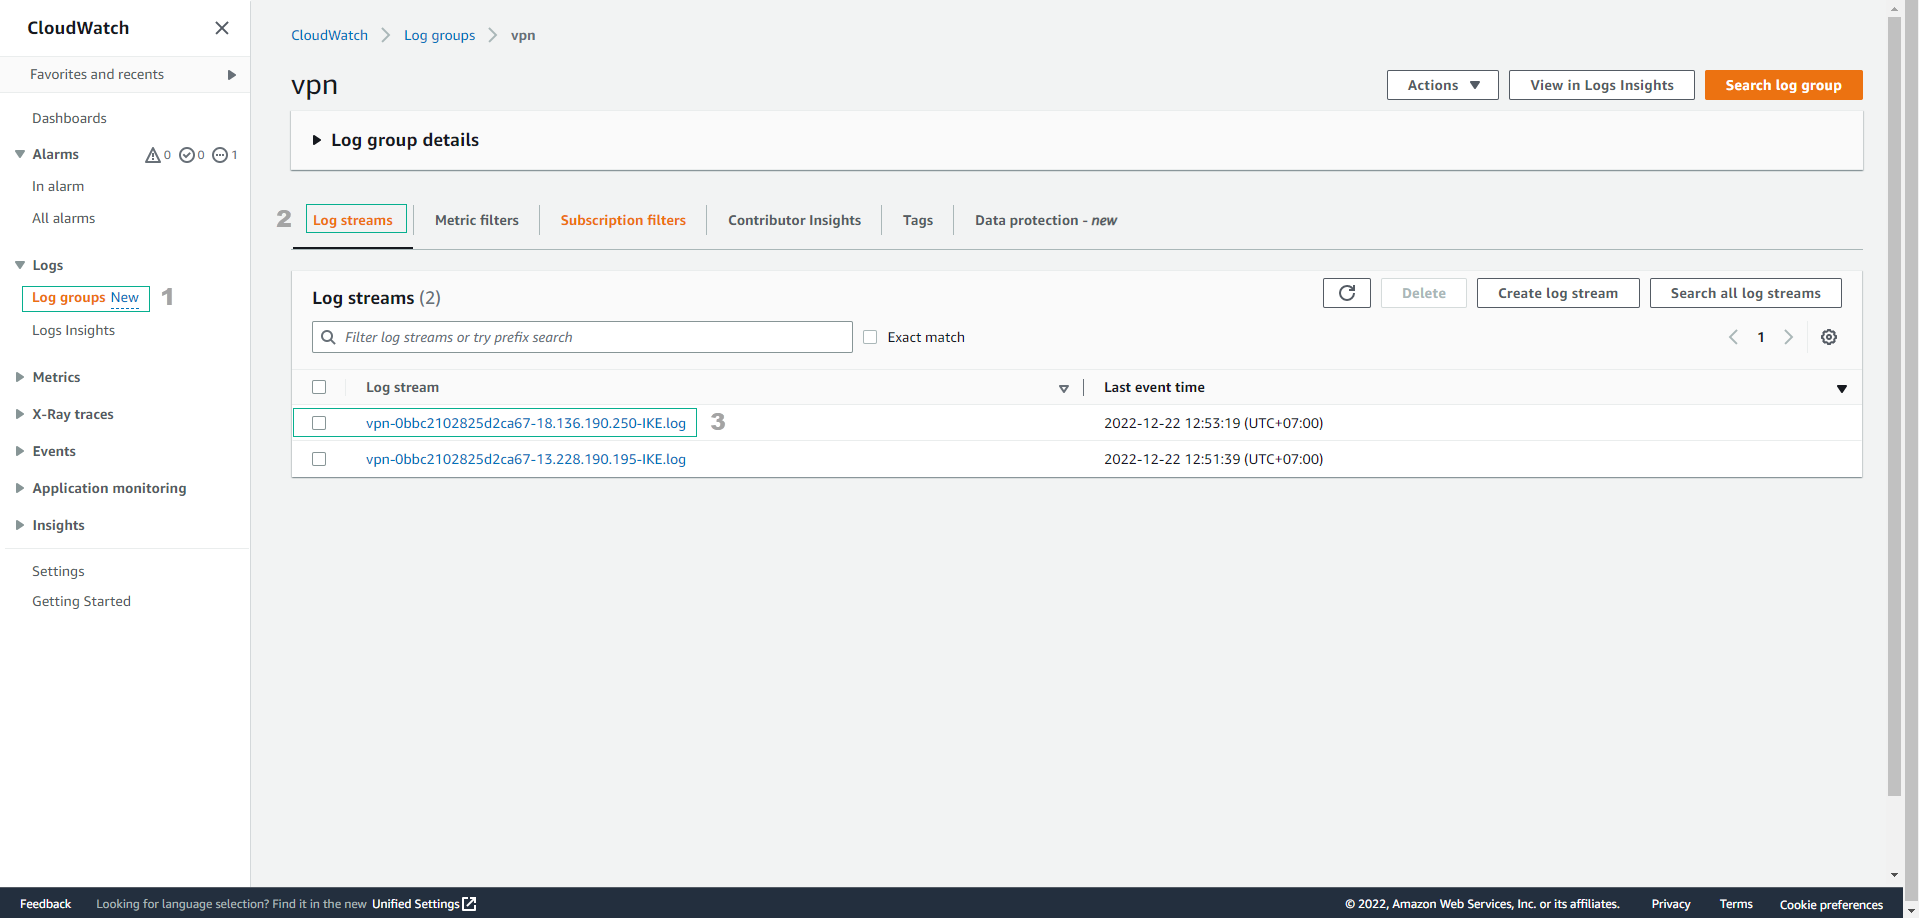 CloudWatch
Favorites and recents
Dashboards
Alarms 0 0 1
In alarm
All alarms
Logs
Log groups New 1
Logs Insights
Metrics
X-Ray traces
Events
Application monitoring
Insights
Settings
Getting Started
CloudWatch Log groups vpn
vpn
Actions View in Logs Insights Search log group
Log group details
2 Log streams Metric filters Subscription filters Contributor Insights Tags Data protection - new
Log streams (2)
Delete Create log stream Search all log streams
Filter log streams or try prefix search Exact match 1
Log stream Last event time
vpn-0bbc2102825d2ca67-18.136.190.250-IKE.log 3 2022-12-22 12:53:19 (UTC+07:00)
vpn-0bbc2102825d2ca67-13.228.190.195-IKE.log 2022-12-22 12:51:39 (UTC+07:00)
Feedback Looking for language selection? Find it in the new Unified Settings © 2022, Amazon Web Services, Inc. or its affiliates. Privacy Terms Cookie preferences